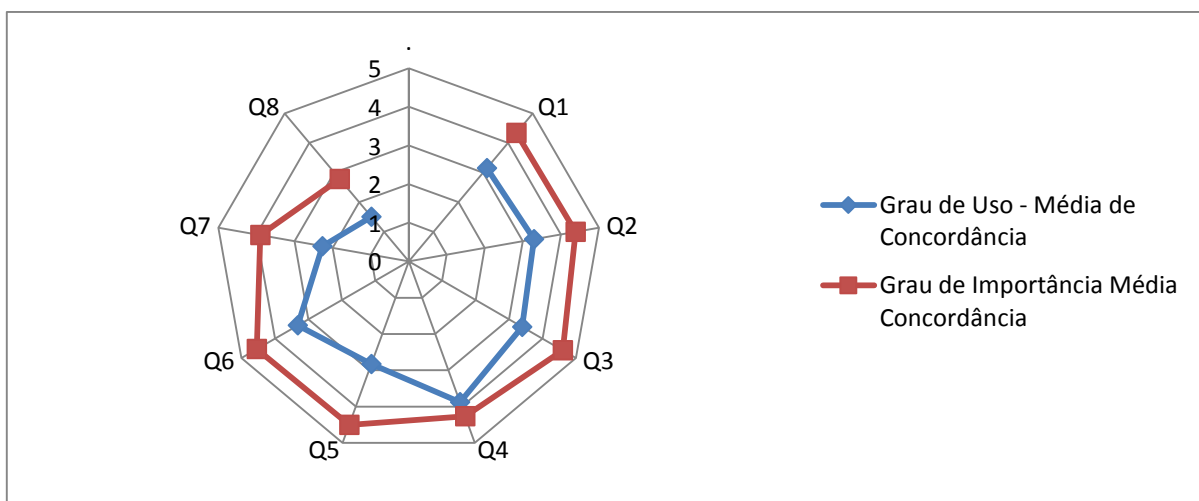 .
5
4
3
2
1
0
Q1
Q2
Q3
Q4
Q5
Q6
Q7
Q8
Grau de Uso - Média de
Concordância
Grau de Importância Média
Concordância